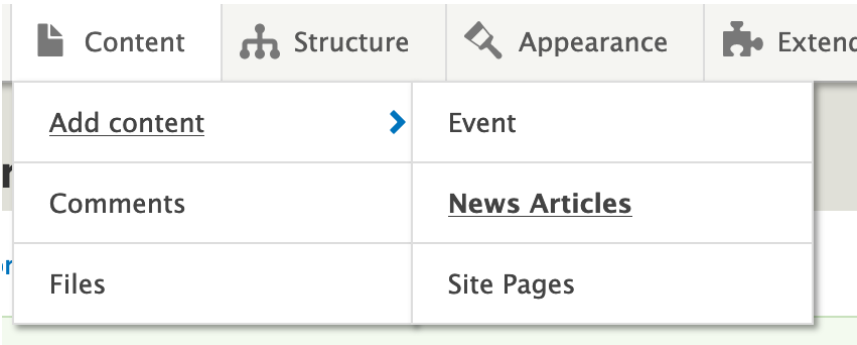 Content Structure Appearance Extend
Add content Event
Comments News Articles
Files Site Pages